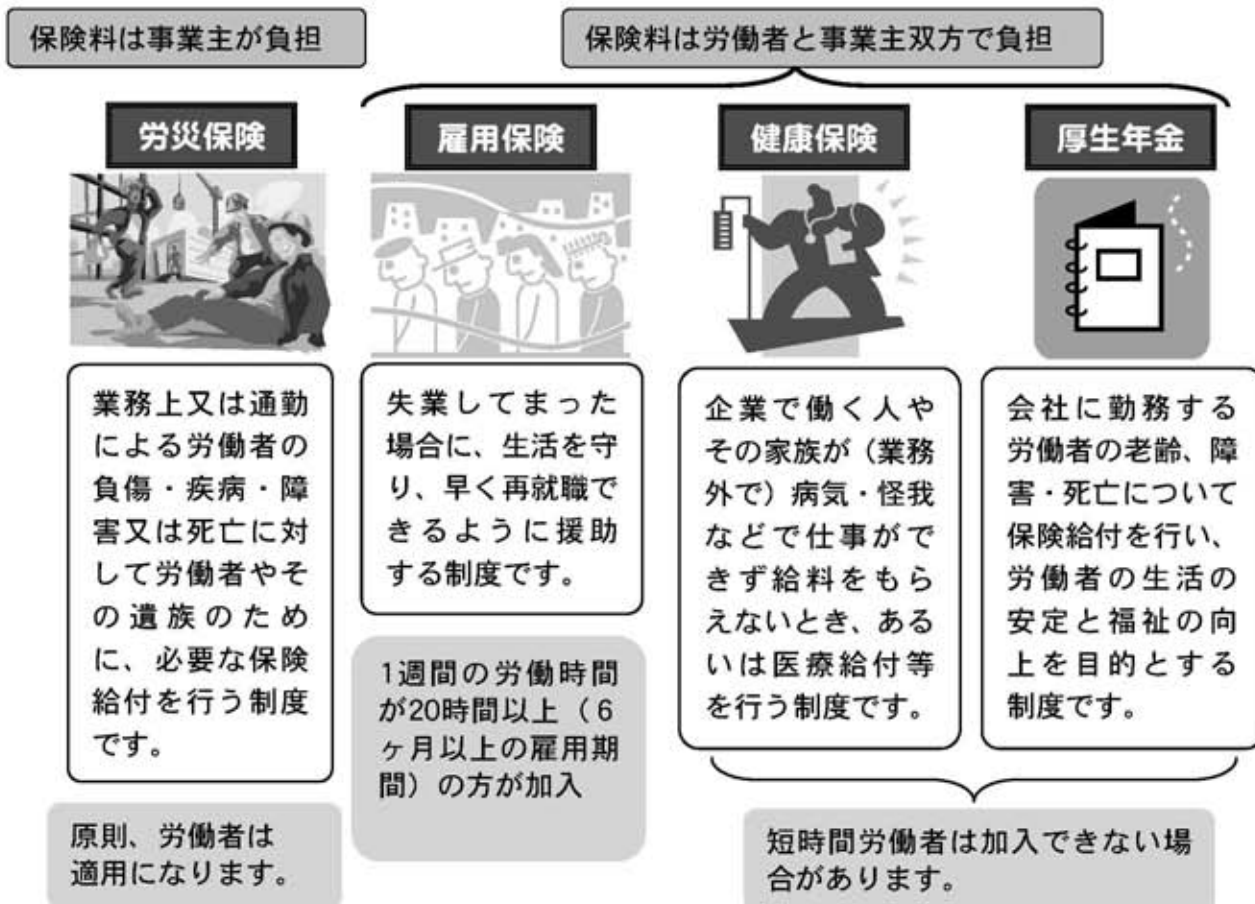 保険料は事業主が負担
保険料は労働者と事業主双方で負担
労災保険
雇用保険
健康保険
厚生年金
業務上又は通勤
による労働者の
負傷・疾病・障
害又は死亡に対
して労働者やそ
の遺族のため
に、必要な保険
給付を行う制度
です。
原則、労働者は
適用になります。
失業してまった
場合に、生活を守
り、早く再就職で
きるように援助
する制度です。
1週間の労働時間
が20時間以上（6
ヶ月以上の雇用期
間）の方が加入
企業で働く人や
その家族が（業務
外で）病気・怪我
などで仕事がで
きず給料をもら
えないとき、ある
いは医療給付等
を行う制度です。
会社に勤務する
労働者の老齢、障
害・死亡について
保険給付を行い、
労働者の生活の
安定と福祉の向
上を目的とする
制度です。
短時間労働者は加入できない場
合があります。